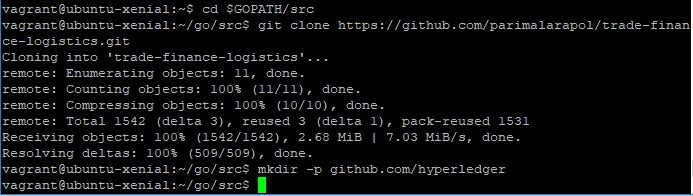 vagrant@ubuntu-xenial:~$ cd $GOPATH/src
vagrant@ubuntu-xenial:~/go/src$ git clone https://github.com/parimalarapol/trade-finan
ce-logistics.git
Cloning into 'trade-finance-logistics'...
remote: Enumerating objects: 11, done.
remote: Counting objects: 100% (11/11), done.
remote: Compressing objects: 100% (10/10), done.
remote: Total 1542 (delta 3), reused 3 (delta 1), pack-reused 1531
Receiving objects: 100% (1542/1542), 2.68 MiB | 7.03 MiB/s, done.
Resolving deltas: 100% (509/509), done.
vagrant@ubuntu-xenial:~/go/src$ mkdir -p github.com/hyperledger
vagrant@ubuntu-xenial:~/go/src$